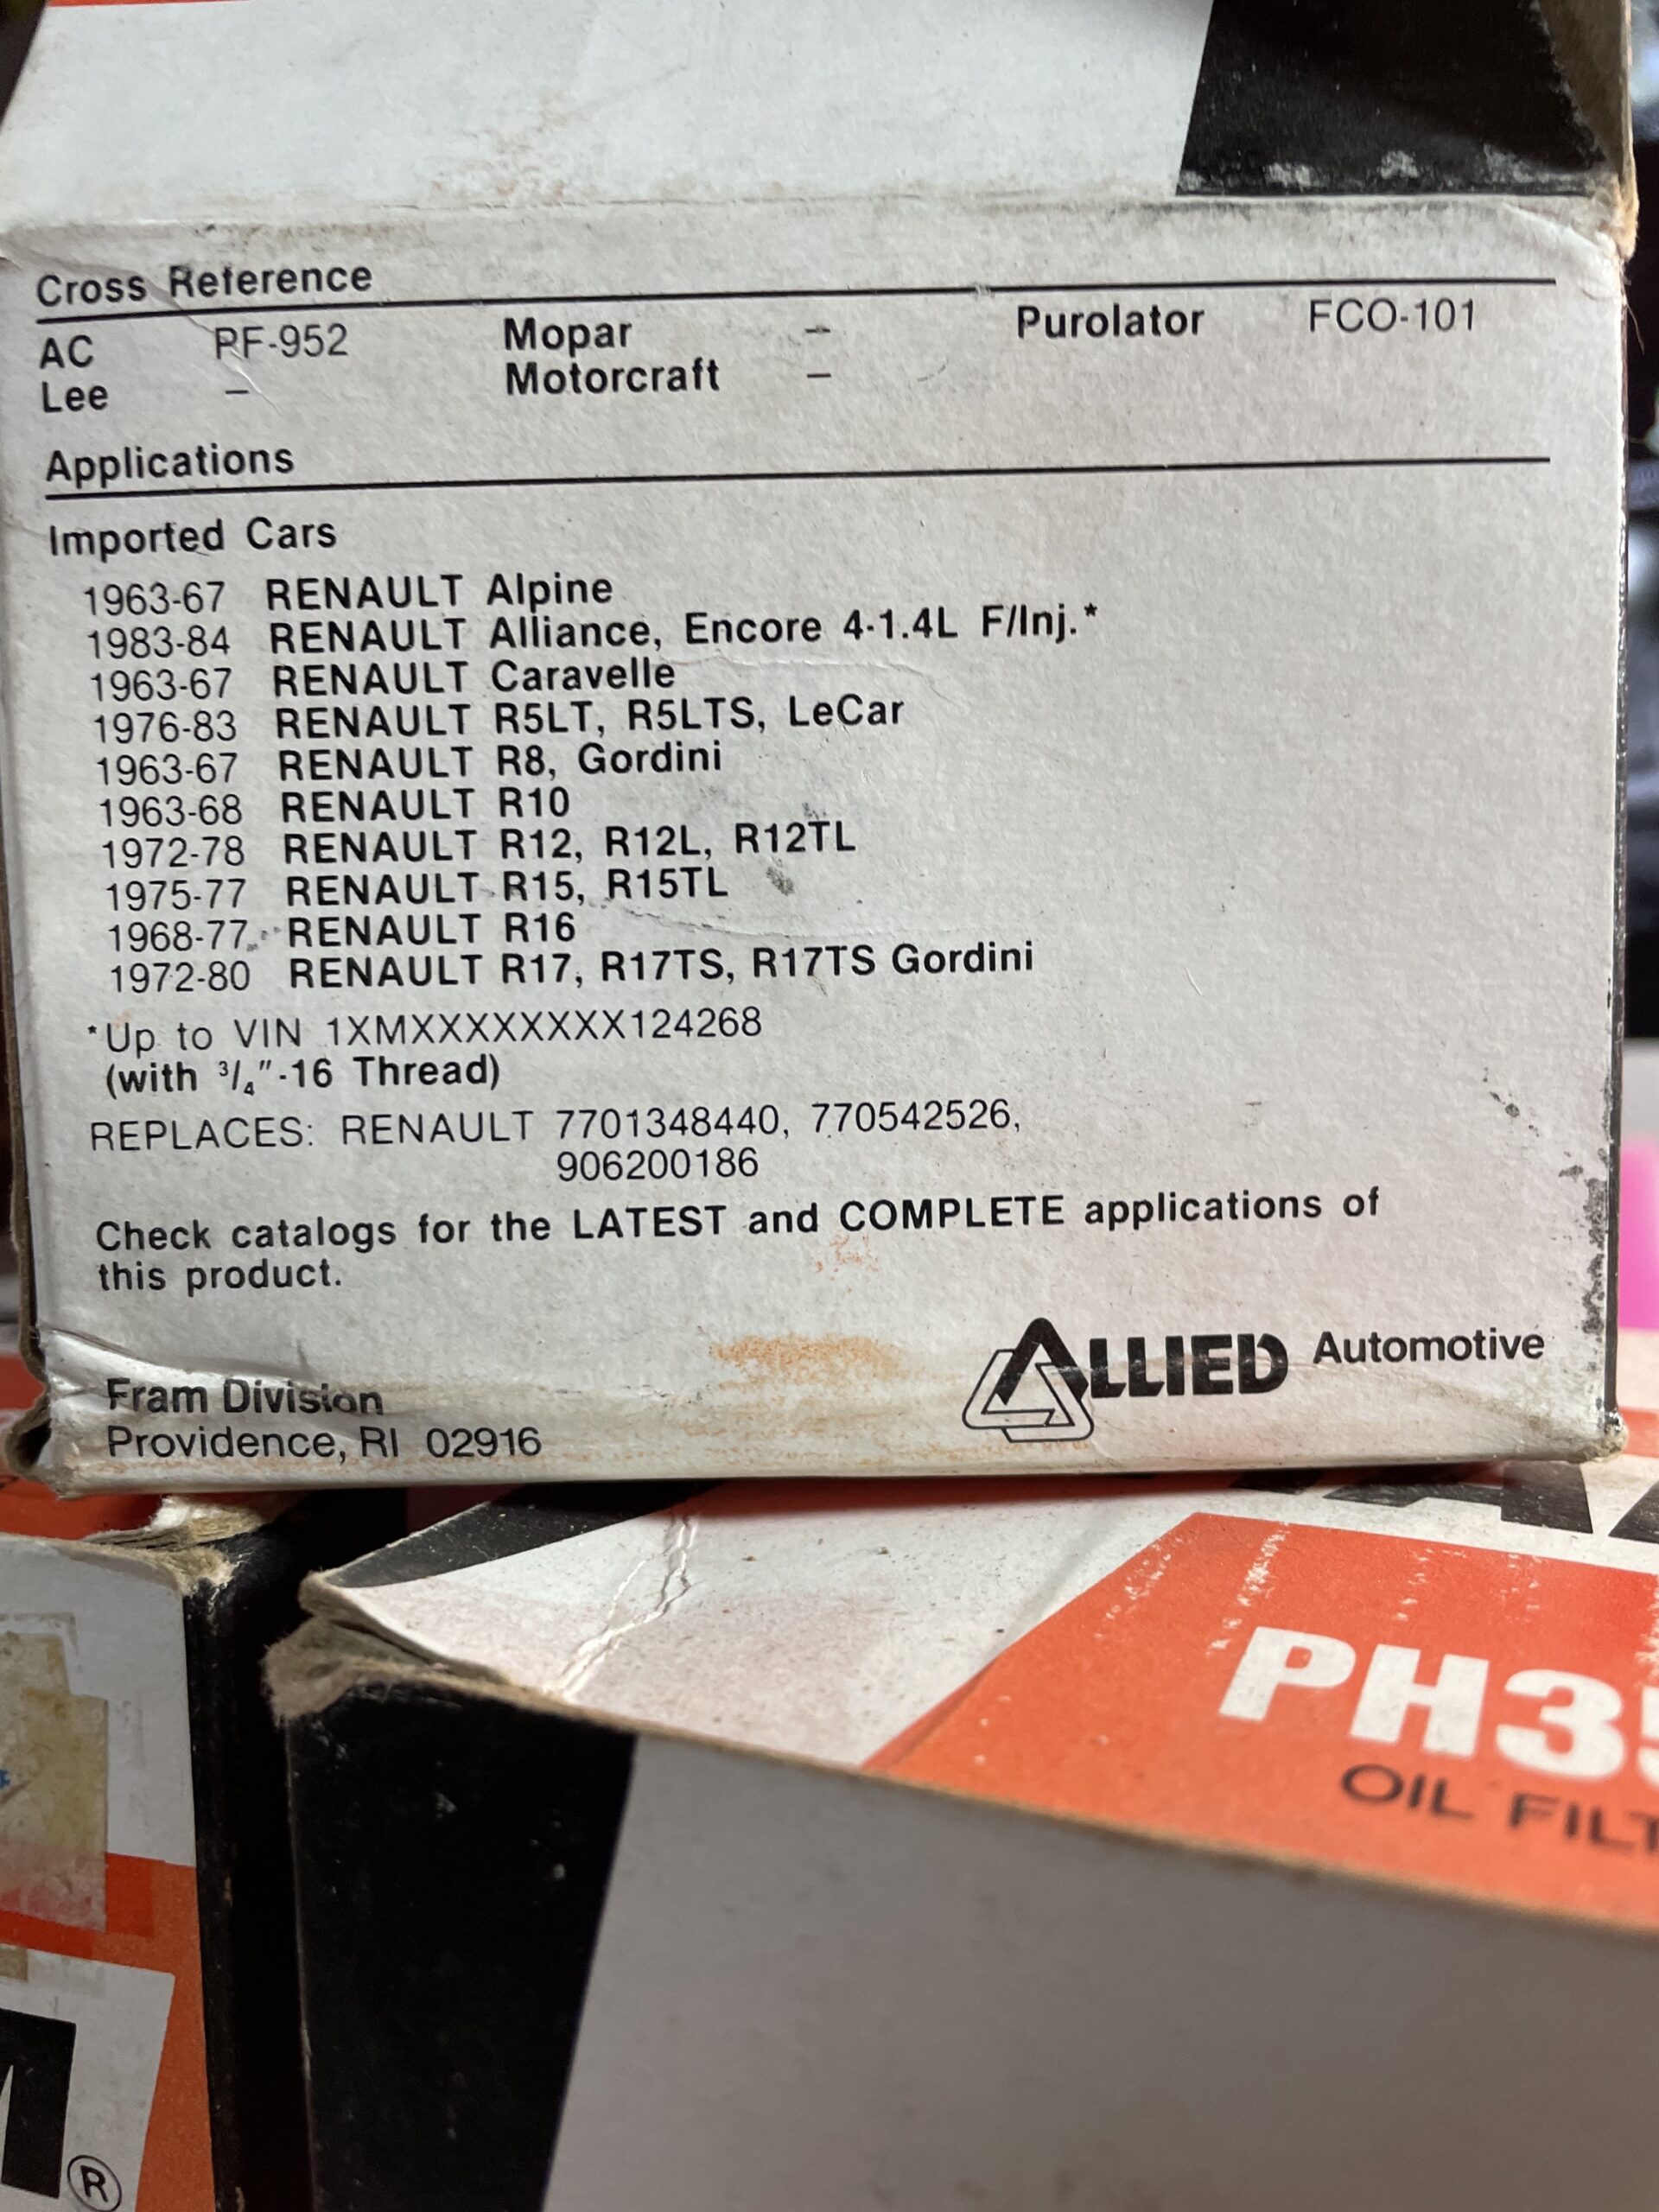 Cross Reference
AC PF-952 Mopar – Purolator FCO-101
Lee – Motorcraft –
Applications
Imported Cars
1963-67 RENAULT Alpine
1983-84 RENAULT Alliance, Encore 4-1.4L F/Inj.*
1963-67 RENAULT Caravelle
1976-83 RENAULT R5LT, R5LTS, LeCar
1963-67 RENAULT R8, Gordini
1963-68 RENAULT R10
1972-78 RENAULT R12, R12L, R12TL
1975-77 RENAULT R15, R15TL
1968-77 RENAULT R16
1972-80 RENAULT R17, R17TS, R17TS Gordini
*Up to VIN 1XMXXXXXXXX124268
(with 3/4"-16 Thread)
REPLACES: RENAULT 7701348440, 770542526,
906200186
Check catalogs for the LATEST and COMPLETE applications of
this product.
ALLIED Automotive
Fram Division
Providence, RI 02916
PH3
OIL FILT
M®